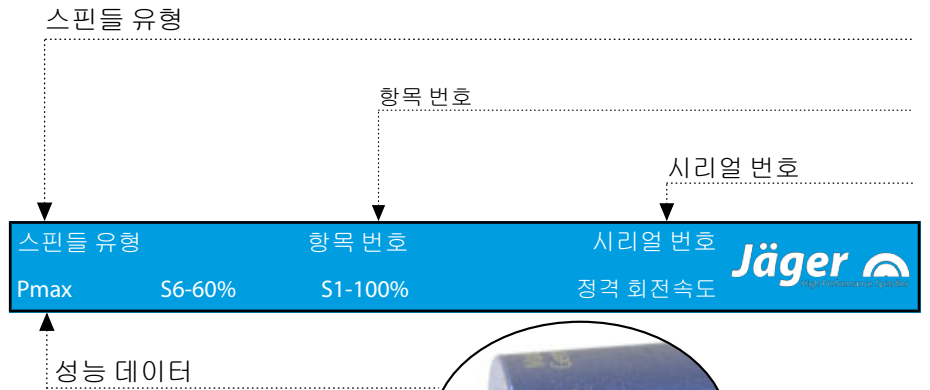 스핀들 유형
항목 번호
시리얼 번호
스핀들 유형 항목 번호 시리얼 번호
Jäger
Pmax S6-60% S1-100% 정격 회전속도
성능 데이터